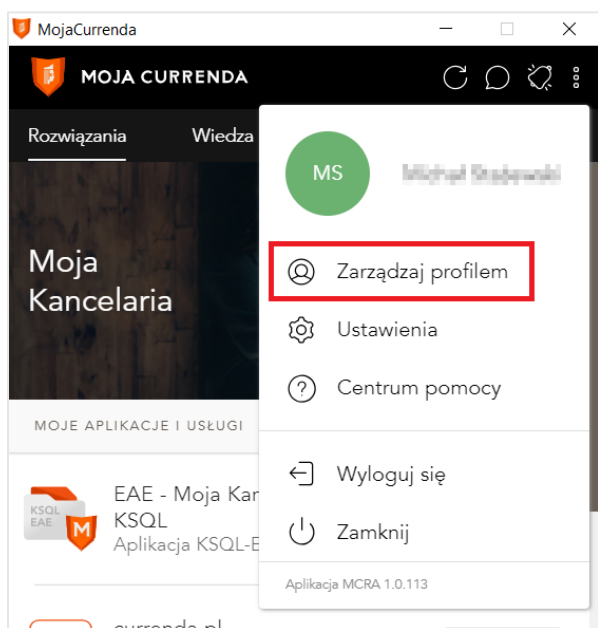 MojaCurrenda
MOJA CURRENDA
Rozwiązania
Wiedza
MS
Moja
Kancelaria
Zarządzaj profilem
Ustawienia
Centrum pomocy
MOJE APLIKACJE I USŁUGI
KSQL
EAE
M
EAE - Moja Kan
KSQL
Aplikacja KSQL-E
Wyloguj się
Zamknij
Aplikacja MCRA 1.0.113
currenda.pl